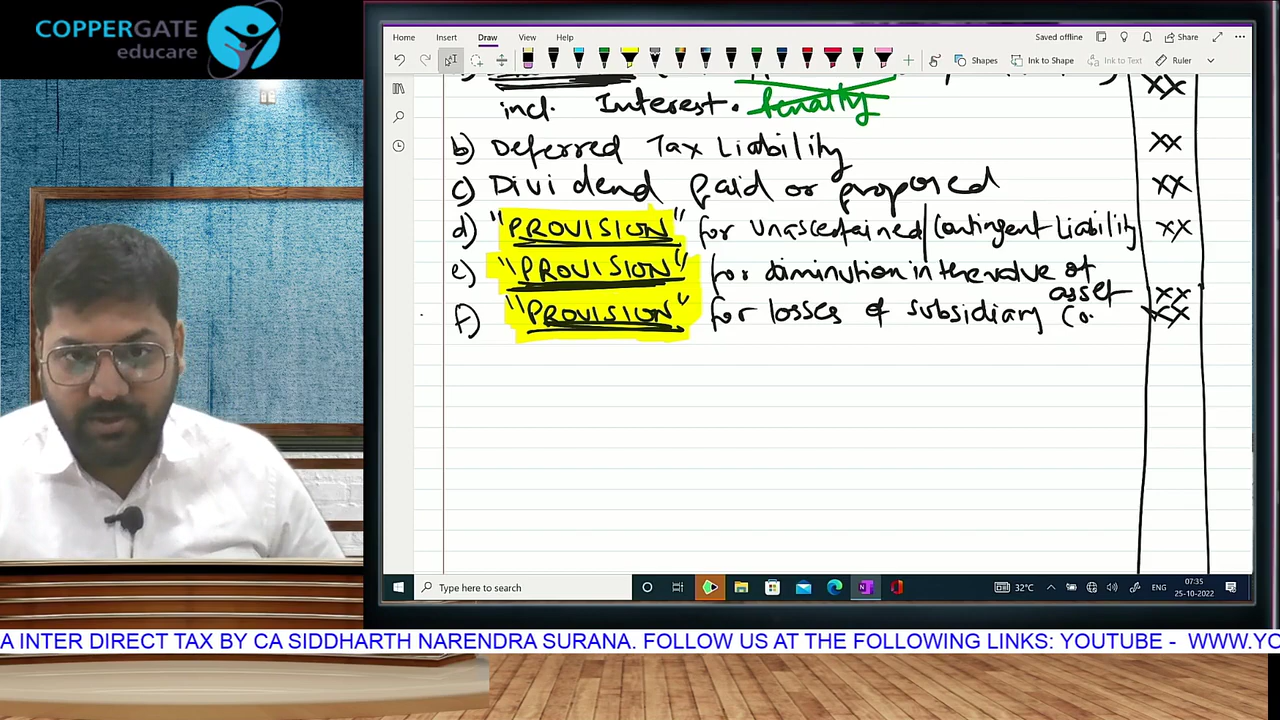 COPPERGATE
educare
Home Insert Draw View Help
Saved offline
Share
Shapes
Ink to Shape
Ink to Text
Ruler
XX
incl. Interest. Penalty
b) Deferred Tax Liability XX
c) Dividend paid or proposed XX
d) "PROVISION" for Unascertained/Contingent Liability XX
e) "PROVISION" for diminution in the value of
asset XX
f) "PROVISION" for losses of subsidiary Co. XX
Type here to search
32°C
ENG
07:35
25-10-2022
A INTER DIRECT TAX BY CA SIDDHARTH NARENDRA SURANA. FOLLOW US AT THE FOLLOWING LINKS: YOUTUBE - WWW.YO